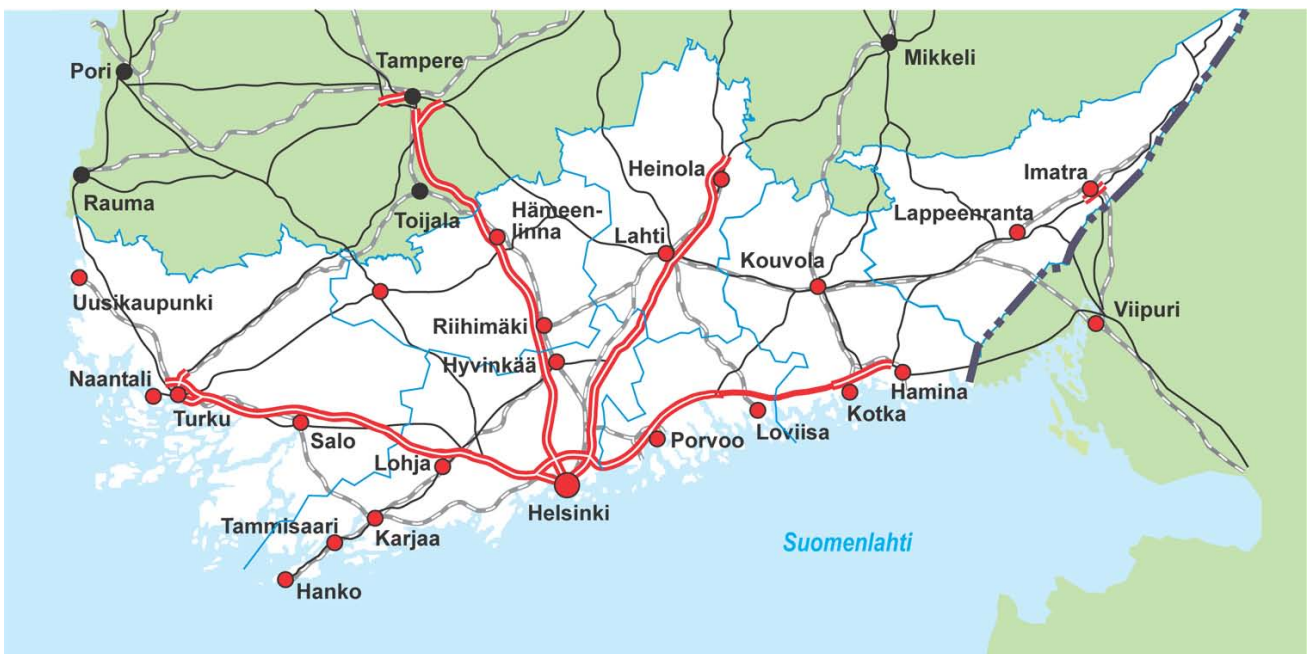 Tampere
Mikkeli
Pori
Heinola
Imatra
Rauma
Toijala
Hämeen-
linna
Lappeenranta
Lahti
Kouvola
Uusikaupunki
Viipuri
Riihimäki
Hyvinkää
Naantali
Hamina
Turku
Kotka
Salo
Porvoo
Loviisa
Lohja
Helsinki
Tammisaari
Karjaa
Suomenlahti
Hanko